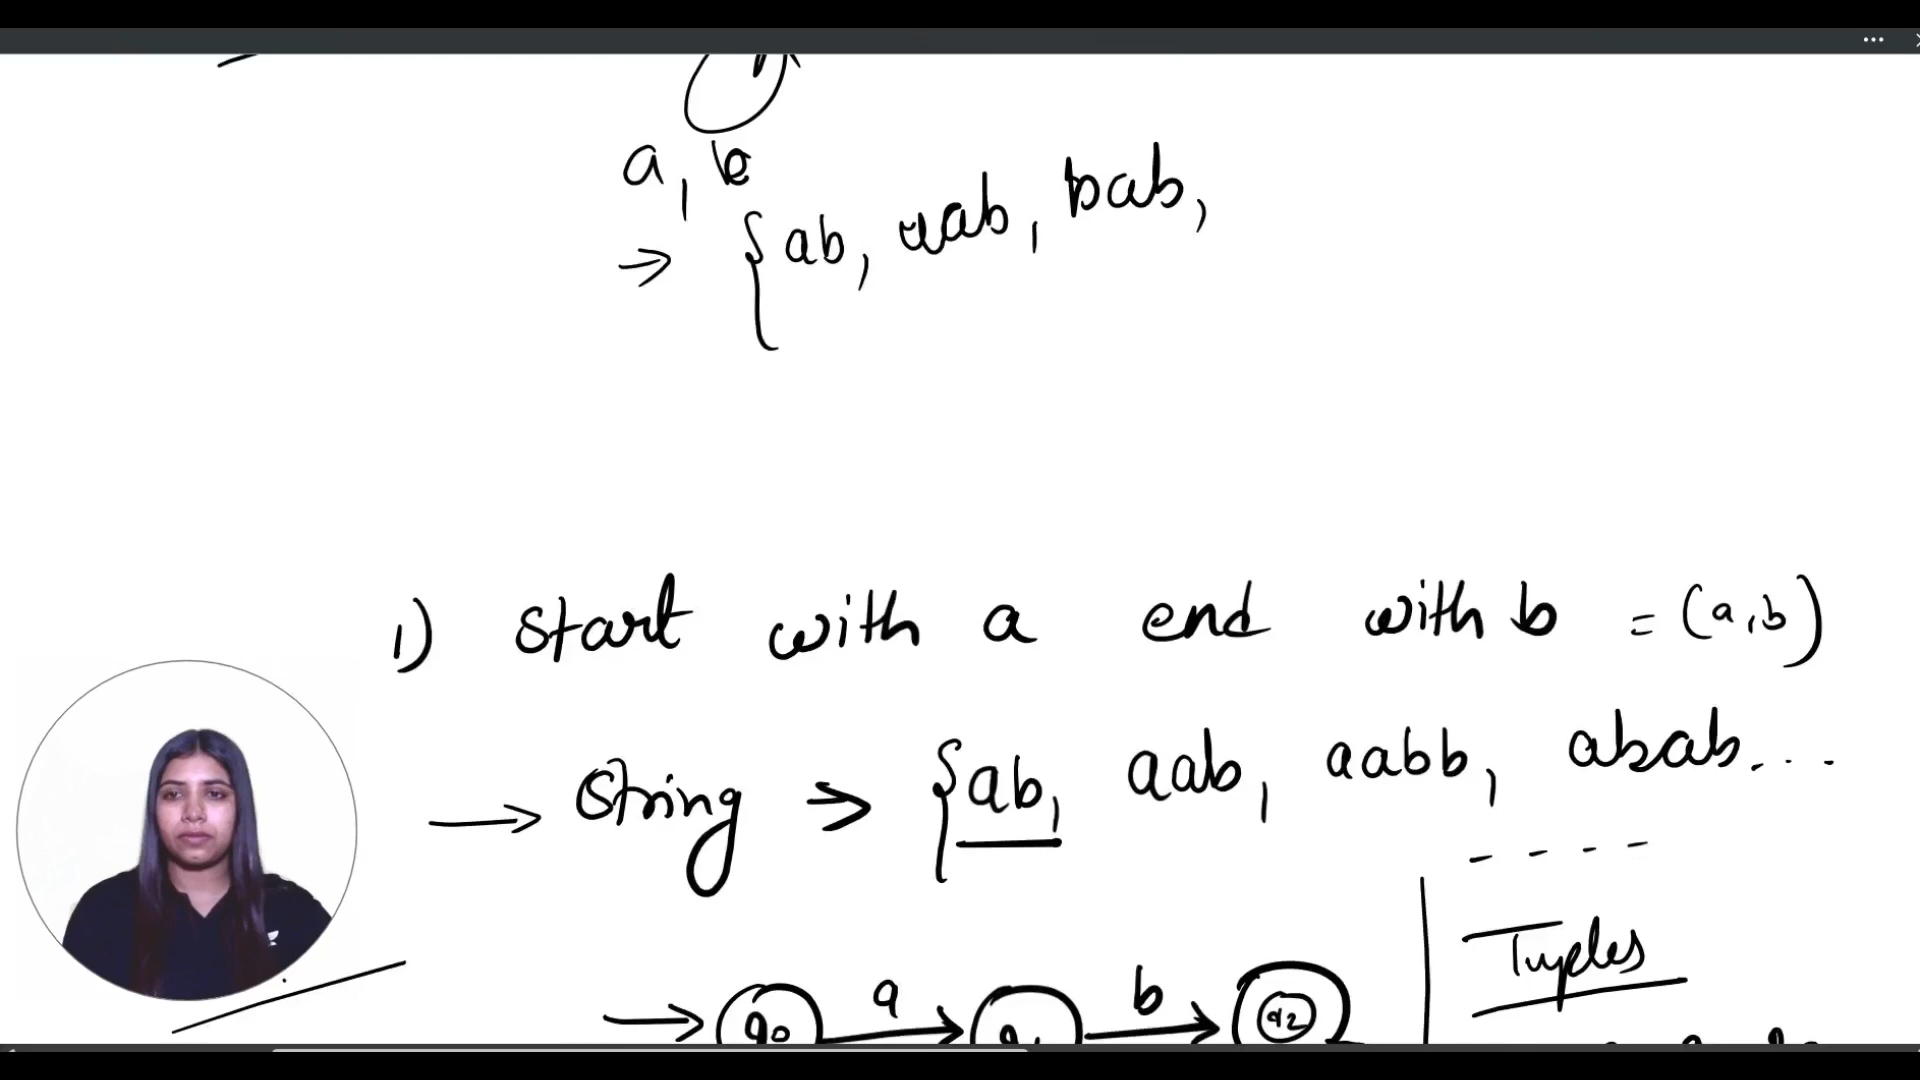 a, b
→ {ab, aab, bab,
1) start with a end with b = (a,b)
→ string → {ab, aab, aabb, abab....
- - - -
Tuples
→ q0 a q1 b q2